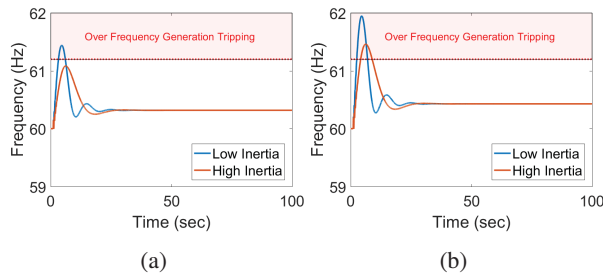 62
61
60
59
Frequency (Hz)
Over Frequency Generation Tripping
Low Inertia
High Inertia
0
50
100
Time (sec)
(a)
62
61
60
59
Frequency (Hz)
Over Frequency Generation Tripping
Low Inertia
High Inertia
0
50
100
Time (sec)
(b)